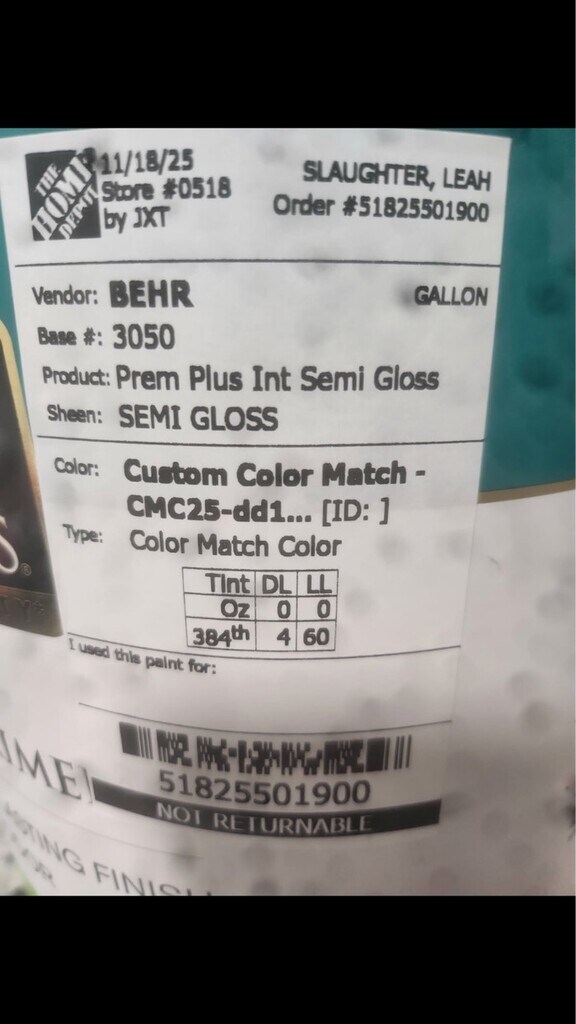 THE HOME DEPOT
11/18/25
Store #0518
by JXT
SLAUGHTER, LEAH
Order #51825501900
Vendor: BEHR
GALLON
Base #: 3050
Product: Prem Plus Int Semi Gloss
Sheen: SEMI GLOSS
Color: Custom Color Match -
CMC25-dd1... [ID: ]
Type: Color Match Color
Tint DL LL
Oz 0 0
384th 4 60
I used this paint for:
51825501900
NOT RETURNABLE
FINISH